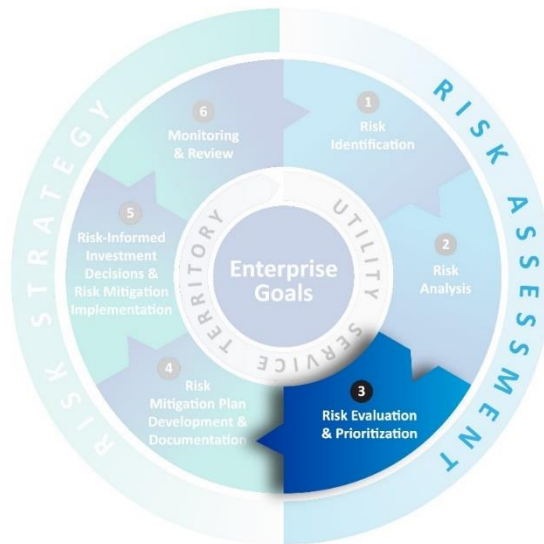 RISK ASSESSMENT
1
Risk
Identification
2
Risk
Analysis
3
Risk Evaluation
& Prioritization
4
Risk
Mitigation Plan
Development &
Documentation
5
Risk-Informed
Investment
Decisions &
Risk Mitigation
Implementation
6
Monitoring
& Review
RISK STRATEGY
UTILITY SERVICE TERRITORY
Enterprise
Goals